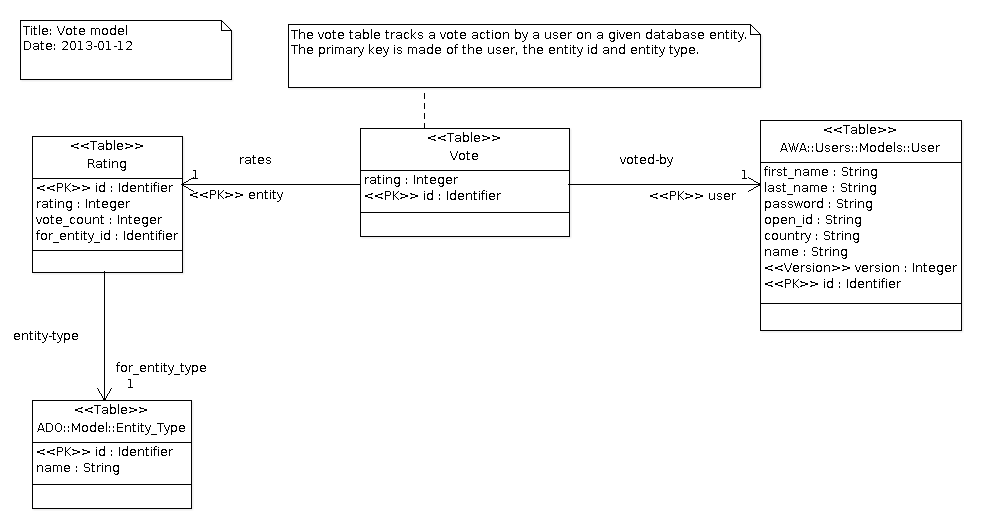 Title: Vote model
Date: 2013-01-12
The vote table tracks a vote action by a user on a given database entity.
The primary key is made of the user, the entity id and entity type.
<<Table>>
Rating
<<PK>> id : Identifier
rating : Integer
vote_count : Integer
for_entity_id : Identifier
rates
1
<<PK>> entity
<<Table>>
Vote
rating : Integer
<<PK>> id : Identifier
voted-by
1
<<PK>> user
<<Table>>
AWA::Users::Models::User
first_name : String
last_name : String
password : String
open_id : String
country : String
name : String
<<Version>> version : Integer
<<PK>> id : Identifier
entity-type
for_entity_type
1
<<Table>>
ADO::Model::Entity_Type
<<PK>> id : Identifier
name : String